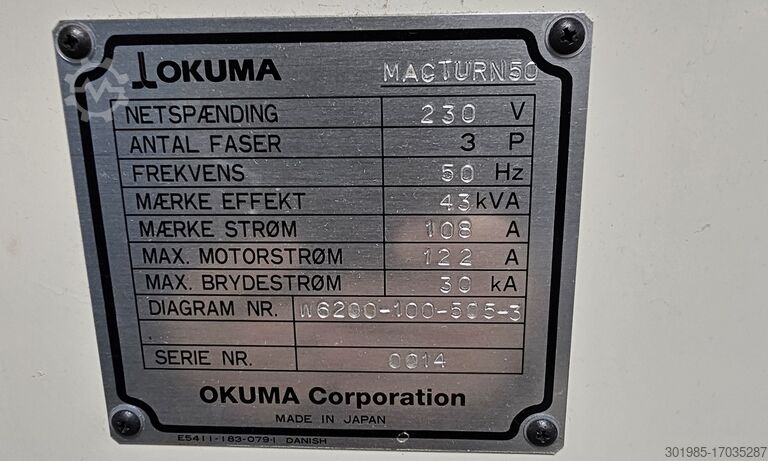 OKUMA MACTURN50
NETSPÆNDING 230 V
ANTAL FASER 3 P
FREKVENS 50 Hz
MÆRKE EFFEKT 43 kVA
MÆRKE STRØM 108 A
MAX. MOTORSTRØM 122 A
MAX. BRYDESTRØM 30 kA
DIAGRAM NR. W6200-100-505-3
SERIE NR. 0014
OKUMA Corporation
MADE IN JAPAN
E5411-183-079-1 DANISH
301985-17035287